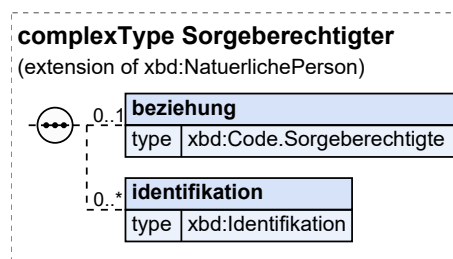 complexType Sorgeberechtigter
(extension of xbd:NatuerlichePerson)
0..1 beziehung
type xbd:Code.Sorgeberechtigte
0..* identifikation
type xbd:Identifikation